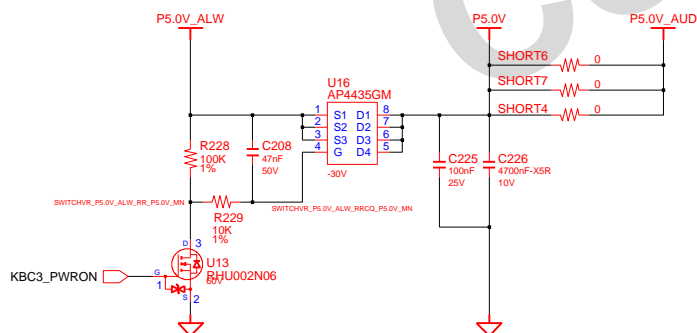 P5.0V_ALW
P5.0V
P5.0V_AUD
SHORT6
0
SHORT7
0
SHORT4
0
U16
AP4435GM
1 S1 D1 8
2 S2 D2 7
3 S3 D3 6
4 G D4 5
-30V
R228
100K
1%
C208
47nF
50V
C225
100nF
25V
C226
4700nF-X5R
10V
SWITCHVR_P5.0V_ALW_RR_P5.0V_MN
SWITCHVR_P5.0V_ALW_RRCQ_P5.0V_MN
R229
10K
1%
D 3
U13
RHU002N06
60V
KBC3_PWRON
G
1
S 2